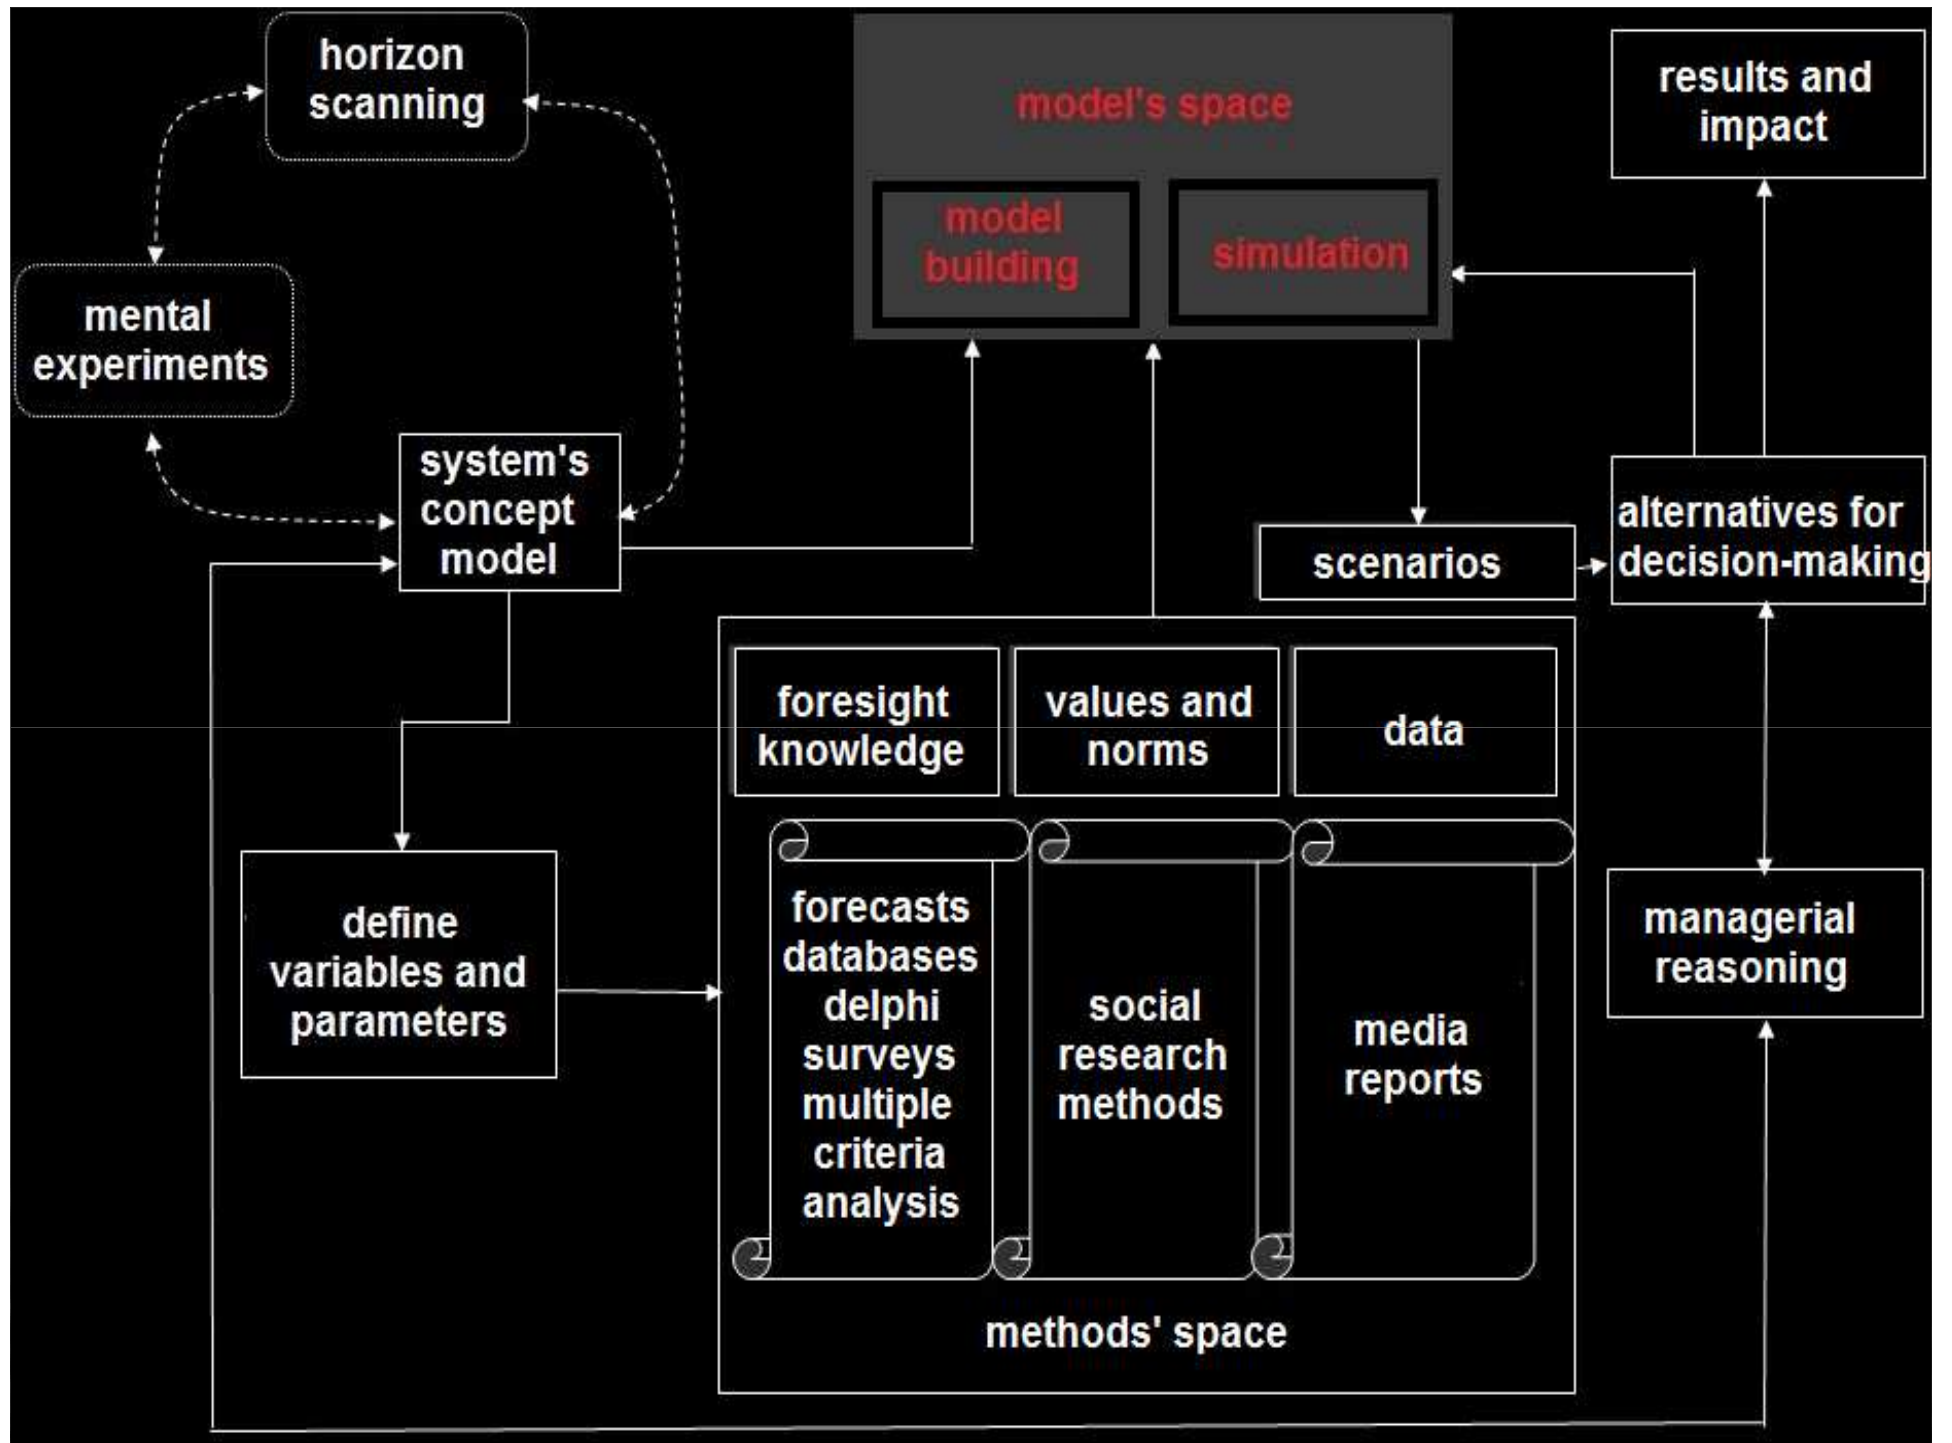 horizon
scanning
model's space
results and
impact
model
building
simulation
mental
experiments
system's
concept
model
scenarios
alternatives for
decision-making
foresight
knowledge
values and
norms
data
define
variables and
parameters
forecasts
databases
delphi
surveys
multiple
criteria
analysis
social
research
methods
media
reports
managerial
reasoning
methods' space